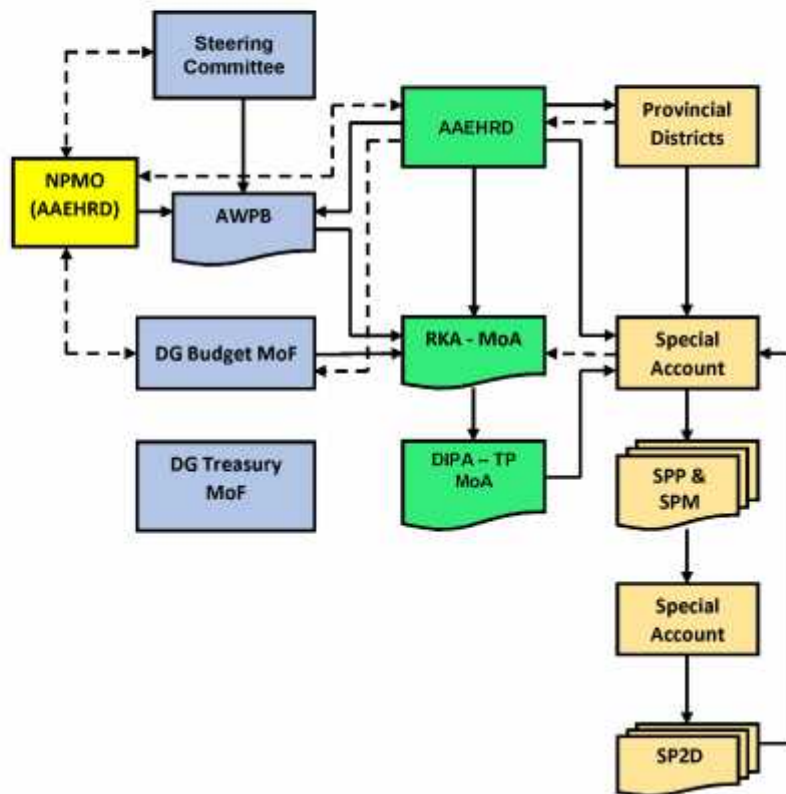 Steering
Committee
AAEHRD
Provincial
Districts
NPMO
(AAEHRD)
AWPB
DG Budget MoF
RKA - MoA
Special
Account
DG Treasury
MoF
DIPA – TP
MoA
SPP &
SPM
Special
Account
SP2D